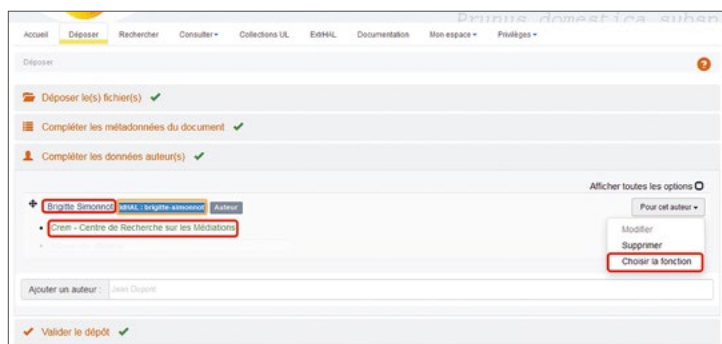 Prunus domestica subsp
Accueil Déposer Rechercher Consulter Collections UL ExtrHAL Documentation Mon espace Privilèges
Déposer
?
Déposer le(s) fichier(s)
Compléter les métadonnées du document
Compléter les données auteur(s)
Afficher toutes les options
Brigitte Simonnot IdHAL : brigitte-simonnot Auteur
Pour cet auteur
Crem - Centre de Recherche sur les Médiations
Modifier
Supprimer
Choisir la fonction
Ajouter un auteur : Jean Dupont
Valider le dépôt